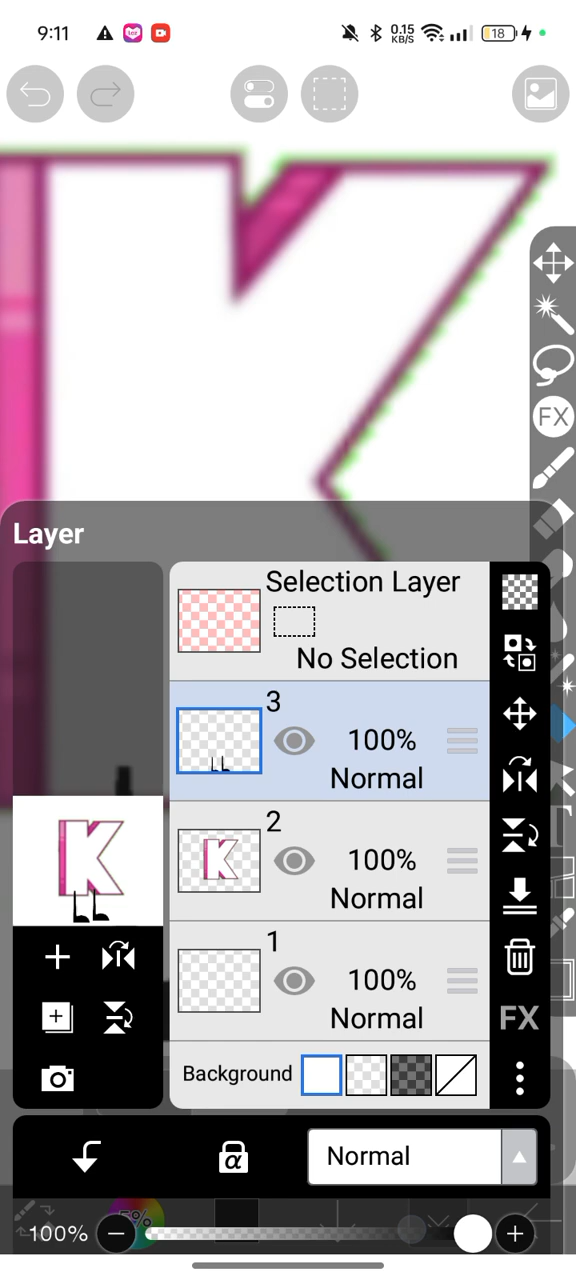 9:11
0.15
KB/S
18
K
FX
Layer
Selection Layer
No Selection
3
100%
Normal
2
100%
Normal
1
100%
Normal
FX
Background
α
Normal
100%